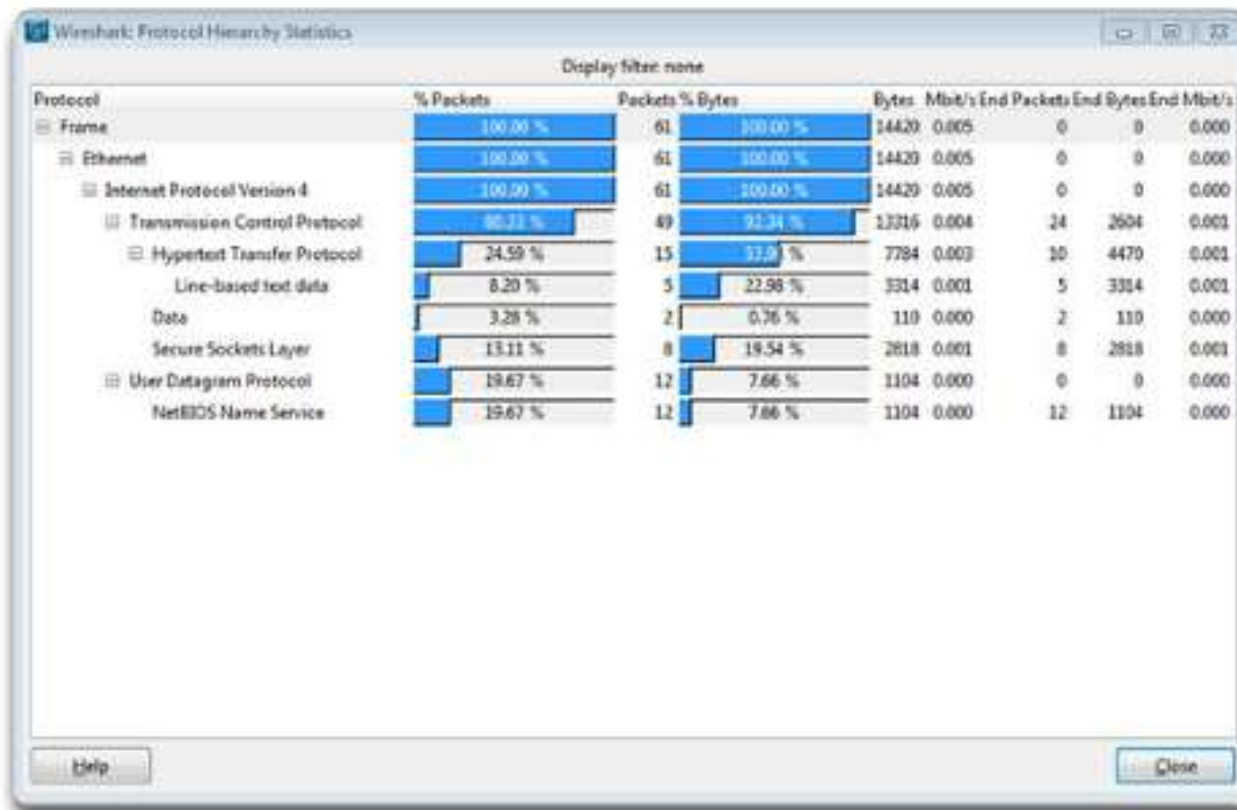 Wireshark: Protocol Hierarchy Statistics
Display filter: none
Protocol % Packets Packets % Bytes Bytes Mbit/s End Packets End Bytes End Mbit/s
Frame 100.00 % 61 100.00 % 14420 0.005 0 0 0.000
Ethernet 100.00 % 61 100.00 % 14420 0.005 0 0 0.000
Internet Protocol Version 4 100.00 % 61 100.00 % 14420 0.005 0 0 0.000
Transmission Control Protocol 80.33 % 49 92.34 % 13316 0.004 24 2604 0.001
Hypertext Transfer Protocol 24.59 % 15 53.98 % 7784 0.003 10 4470 0.001
Line-based text data 8.20 % 5 22.98 % 3314 0.001 5 3314 0.001
Data 3.28 % 2 0.76 % 110 0.000 2 110 0.000
Secure Sockets Layer 13.11 % 8 19.54 % 2818 0.001 8 2818 0.001
User Datagram Protocol 19.67 % 12 7.66 % 1104 0.000 0 0 0.000
NetBIOS Name Service 19.67 % 12 7.66 % 1104 0.000 12 1104 0.000
Help Close